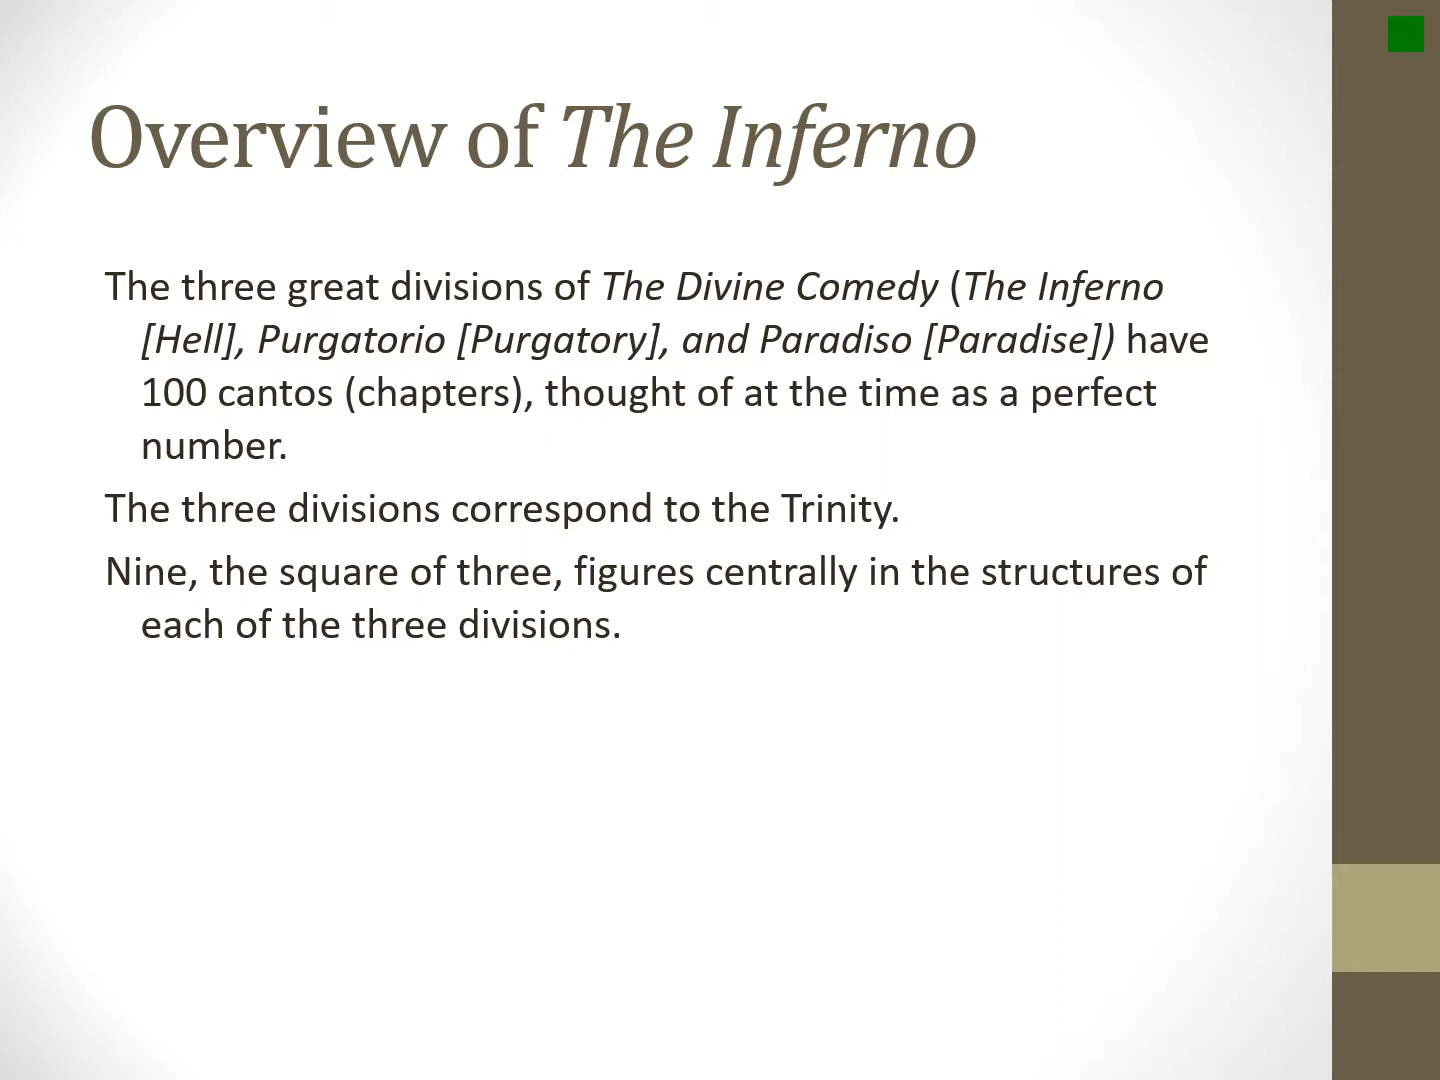 Overview of The Inferno
The three great divisions of The Divine Comedy (The Inferno
[Hell], Purgatorio [Purgatory], and Paradiso [Paradise]) have
100 cantos (chapters), thought of at the time as a perfect
number.
The three divisions correspond to the Trinity.
Nine, the square of three, figures centrally in the structures of
each of the three divisions.